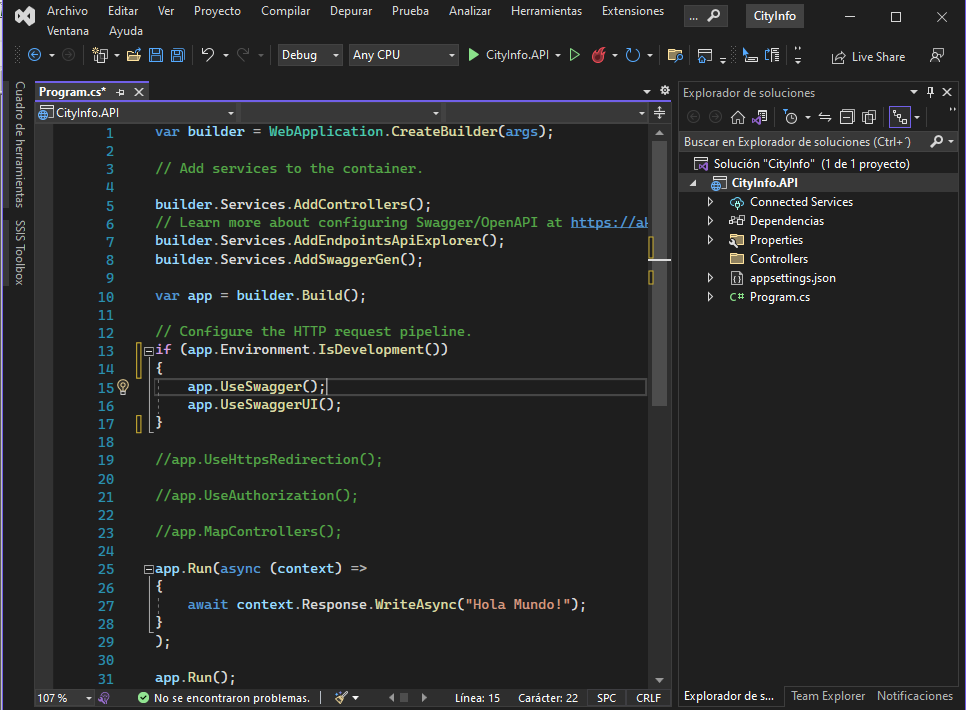 Archivo Editar Ver Proyecto Compilar Depurar Prueba Analizar Herramientas Extensiones
Ventana Ayuda
...
CityInfo
Debug Any CPU CityInfo.API Live Share
Program.cs*
CityInfo.API
Cuadro de herramientas
SSIS Toolbox
1 var builder = WebApplication.CreateBuilder(args);
2
3 // Add services to the container.
4
5 builder.Services.AddControllers();
6 // Learn more about configuring Swagger/OpenAPI at https://ak
7 builder.Services.AddEndpointsApiExplorer();
8 builder.Services.AddSwaggerGen();
9
10 var app = builder.Build();
11
12 // Configure the HTTP request pipeline.
13 if (app.Environment.IsDevelopment())
14 {
15 app.UseSwagger();
16 app.UseSwaggerUI();
17 }
18
19 //app.UseHttpsRedirection();
20
21 //app.UseAuthorization();
22
23 //app.MapControllers();
24
25 app.Run(async (context) =>
26 {
27 await context.Response.WriteAsync("Hola Mundo!");
28 }
29 );
30
31 app.Run();
107 % No se encontraron problemas. Línea: 15 Carácter: 22 SPC CRLF
Explorador de soluciones
Buscar en Explorador de soluciones (Ctrl+´)
Solución "CityInfo" (1 de 1 proyecto)
CityInfo.API
Connected Services
Dependencias
Properties
Controllers
appsettings.json
C# Program.cs
Explorador de s... Team Explorer Notificaciones